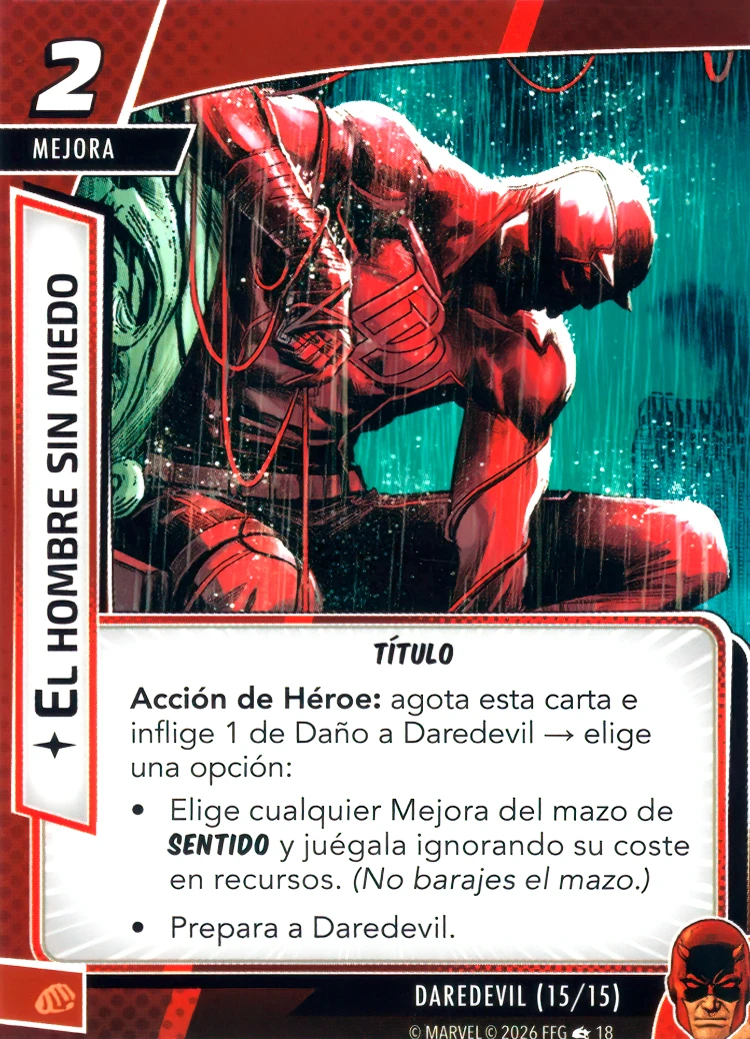 2
MEJORA
EL HOMBRE SIN MIEDO
TÍTULO
Acción de Héroe: agota esta carta e
inflige 1 de Daño a Daredevil → elige
una opción:
• Elige cualquier Mejora del mazo de
SENTIDO y juégala ignorando su coste
en recursos. (No barajes el mazo.)
• Prepara a Daredevil.
DAREDEVIL (15/15)
© MARVEL © 2026 FFG 18